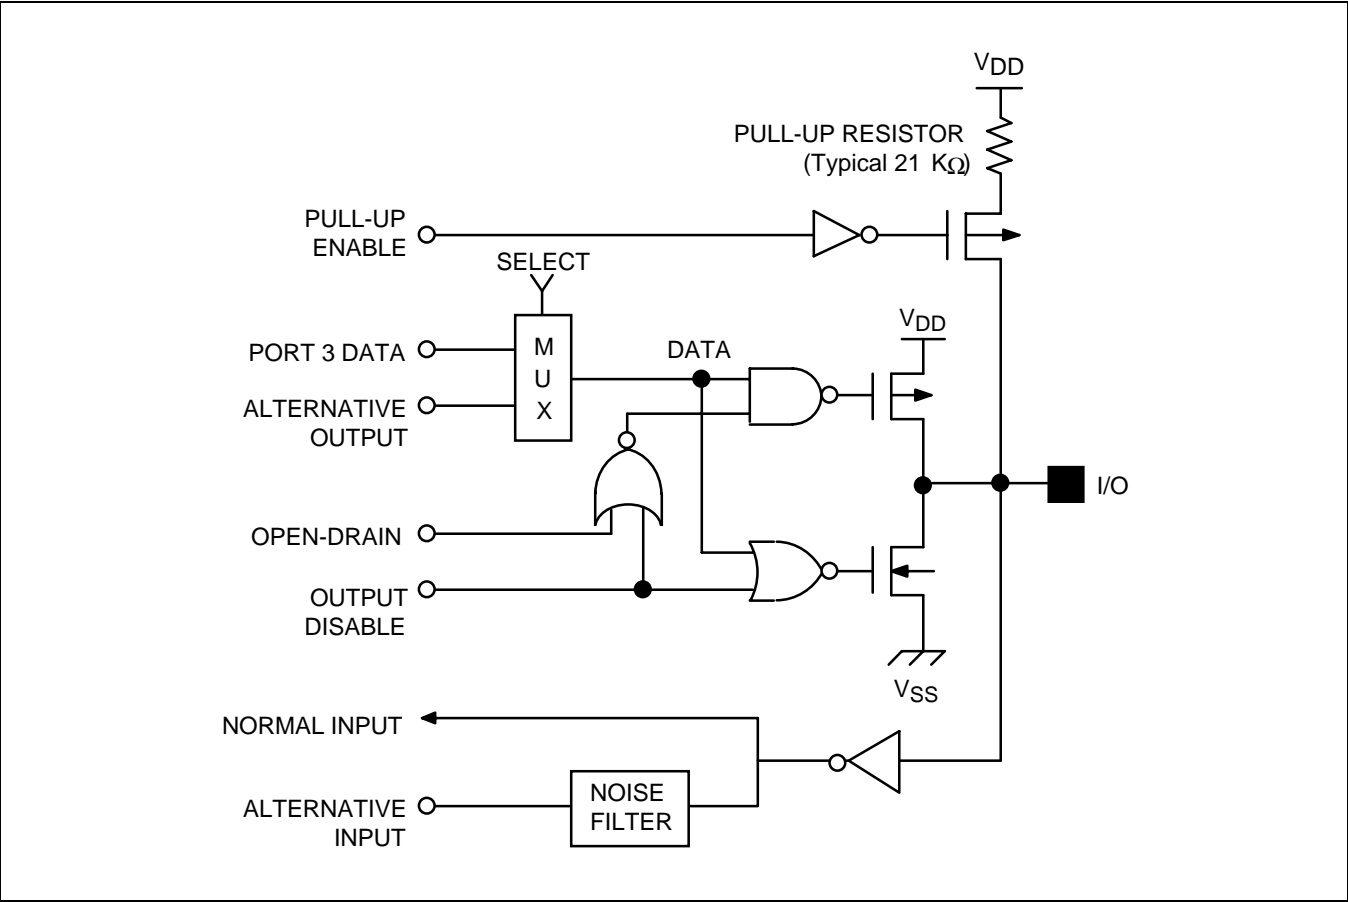 VDD
PULL-UP RESISTOR
(Typical 21 KΩ)
PULL-UP
ENABLE
SELECT
VDD
PORT 3 DATA
M
U
X
DATA
ALTERNATIVE
OUTPUT
I/O
OPEN-DRAIN
OUTPUT
DISABLE
VSS
NORMAL INPUT
NOISE
FILTER
ALTERNATIVE
INPUT